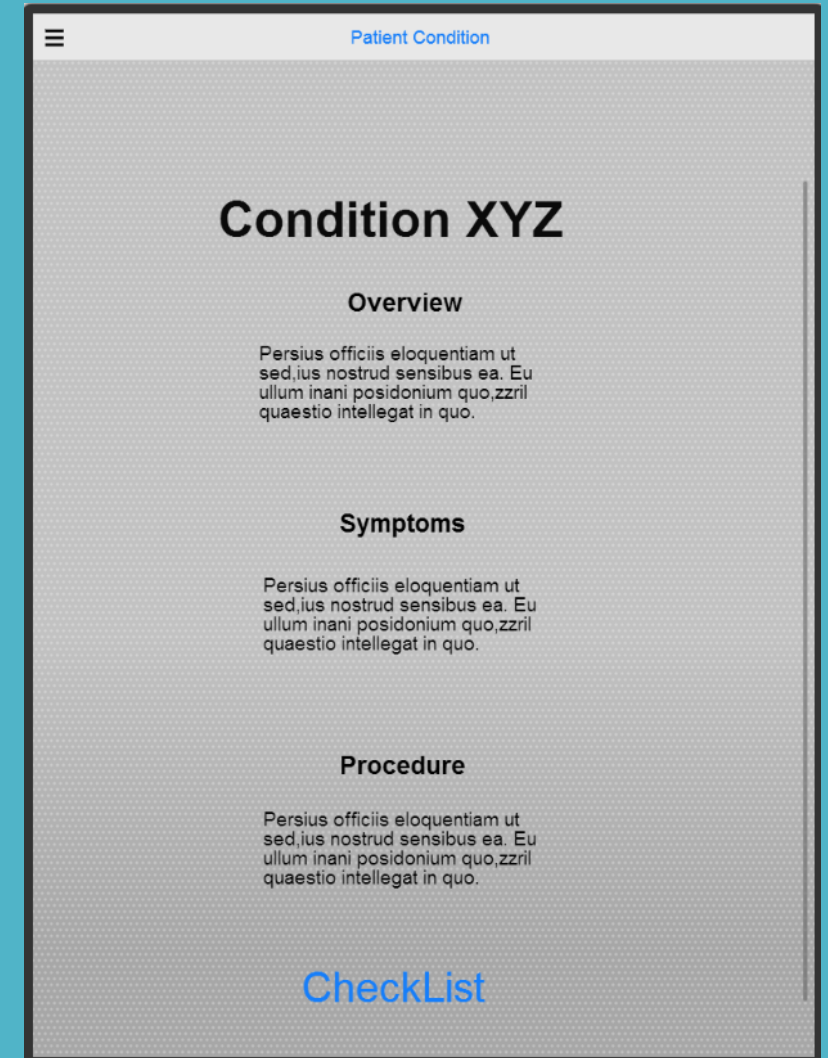 Patient Condition
Condition XYZ
Overview
Persius officiis eloquentiam ut
sed,ius nostrud sensibus ea. Eu
ullum inani posidonium quo,zzril
quaestio intellegat in quo.
Symptoms
Persius officiis eloquentiam ut
sed,ius nostrud sensibus ea. Eu
ullum inani posidonium quo,zzril
quaestio intellegat in quo.
Procedure
Persius officiis eloquentiam ut
sed,ius nostrud sensibus ea. Eu
ullum inani posidonium quo,zzril
quaestio intellegat in quo.
CheckList